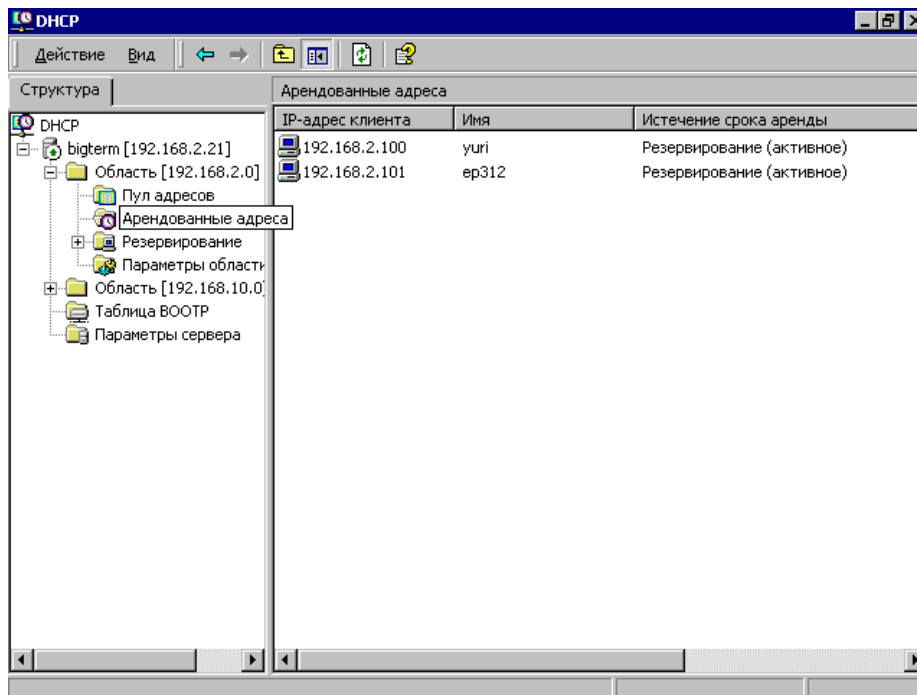 DHCP
Действие Вид
Структура
Арендованные адреса
DHCP
bigterm [192.168.2.21]
Область [192.168.2.0]
Пул адресов
Арендованные адреса
Резервирование
Параметры област
Область [192.168.10.0]
Таблица BOOTP
Параметры сервера
IP-адрес клиента Имя Истечение срока аренды
192.168.2.100 yuri Резервирование (активное)
192.168.2.101 ep312 Резервирование (активное)